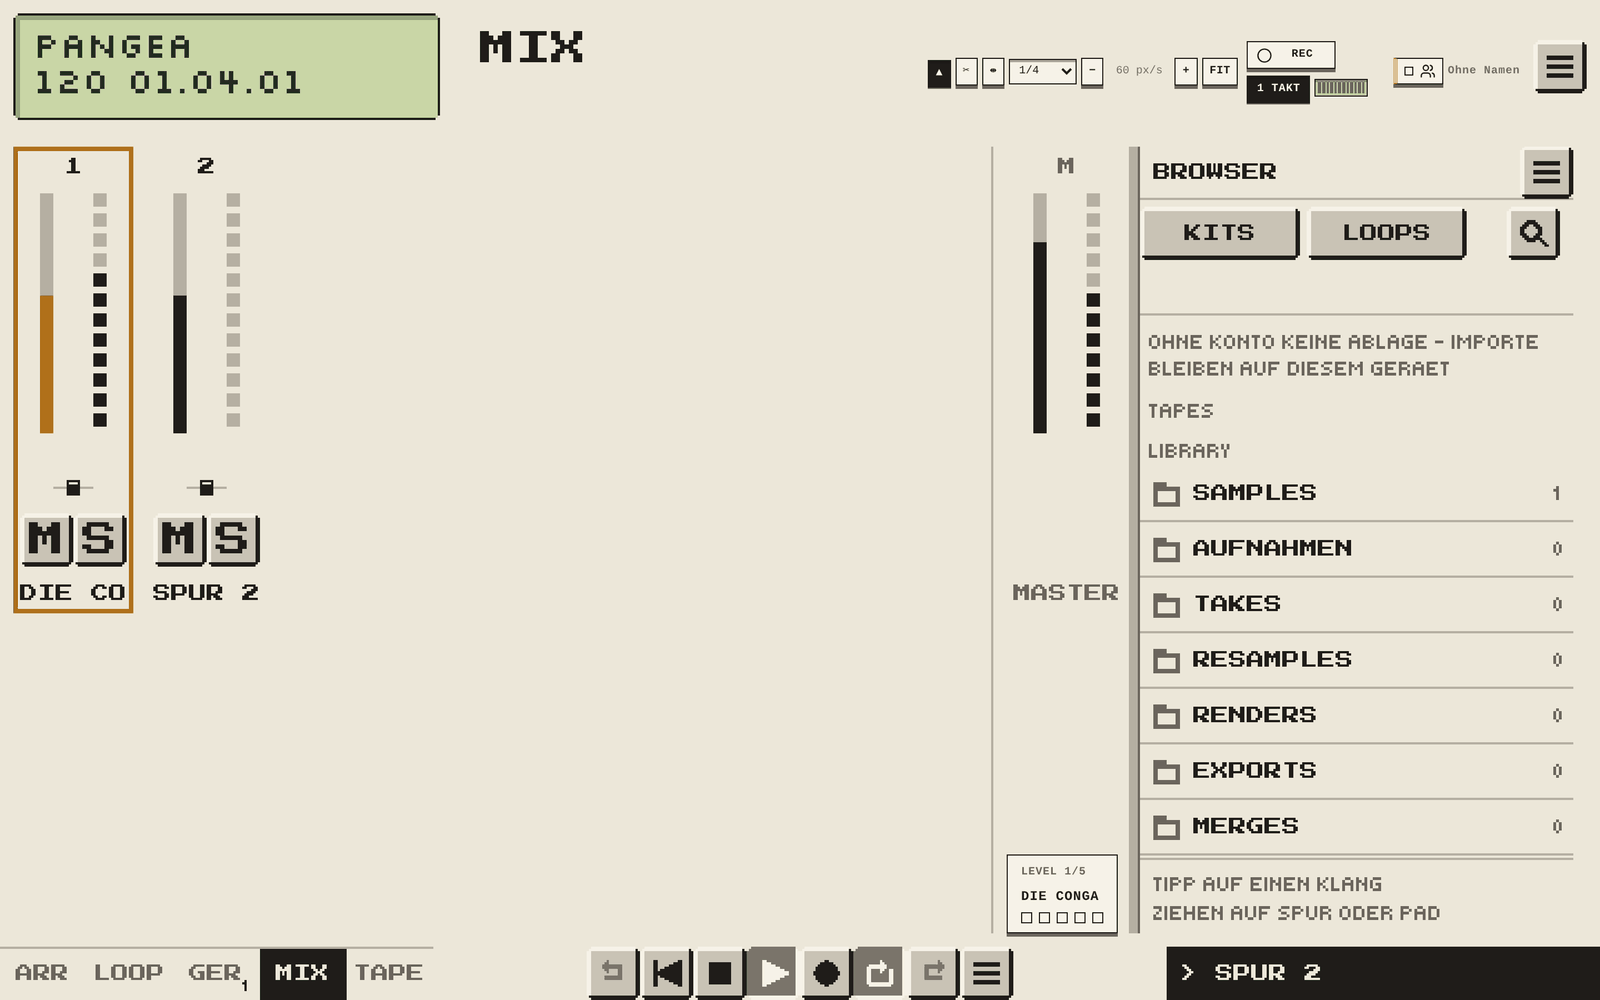 PANGEA
120 01.04.01
MIX
1/4
60 px/s
+
FIT
REC
1 TAKT
Ohne Namen
1
2
M
BROWSER
KITS
LOOPS
OHNE KONTO KEINE ABLAGE - IMPORTE
BLEIBEN AUF DIESEM GERAET
TAPES
LIBRARY
SAMPLES 1
AUFNAHMEN 0
TAKES 0
RESAMPLES 0
RENDERS 0
EXPORTS 0
MERGES 0
M S
M S
DIE CO
SPUR 2
MASTER
LEVEL 1/5
DIE CONGA
TIPP AUF EINEN KLANG
ZIEHEN AUF SPUR ODER PAD
ARR LOOP GER1 MIX TAPE
> SPUR 2